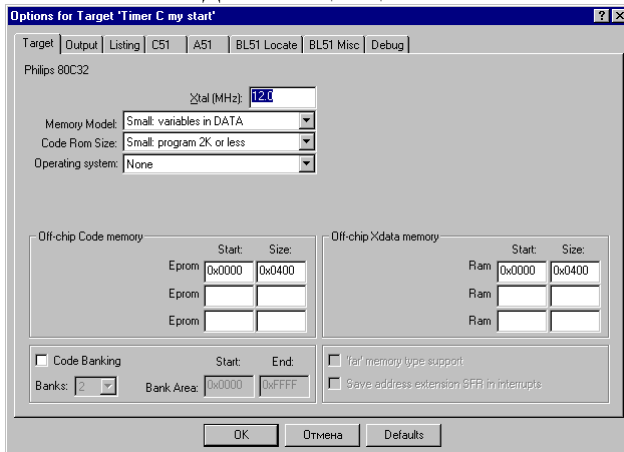 Options for Target 'Timer C my start'
Target Output Listing C51 A51 BL51 Locate BL51 Misc Debug
Philips 80C32
Xtal (MHz): 12.0
Memory Model: Small: variables in DATA
Code Rom Size: Small: program 2K or less
Operating system: None
Off-chip Code memory
Start: Size:
Eprom 0x0000 0x0400
Eprom
Eprom
Off-chip Xdata memory
Start: Size:
Ram 0x0000 0x0400
Ram
Ram
Code Banking Start: End:
Banks: 2 Bank Area: 0x0000 0xFFFF
'far' memory type support
Save address extension SFR in interrupts
OK Отмена Defaults